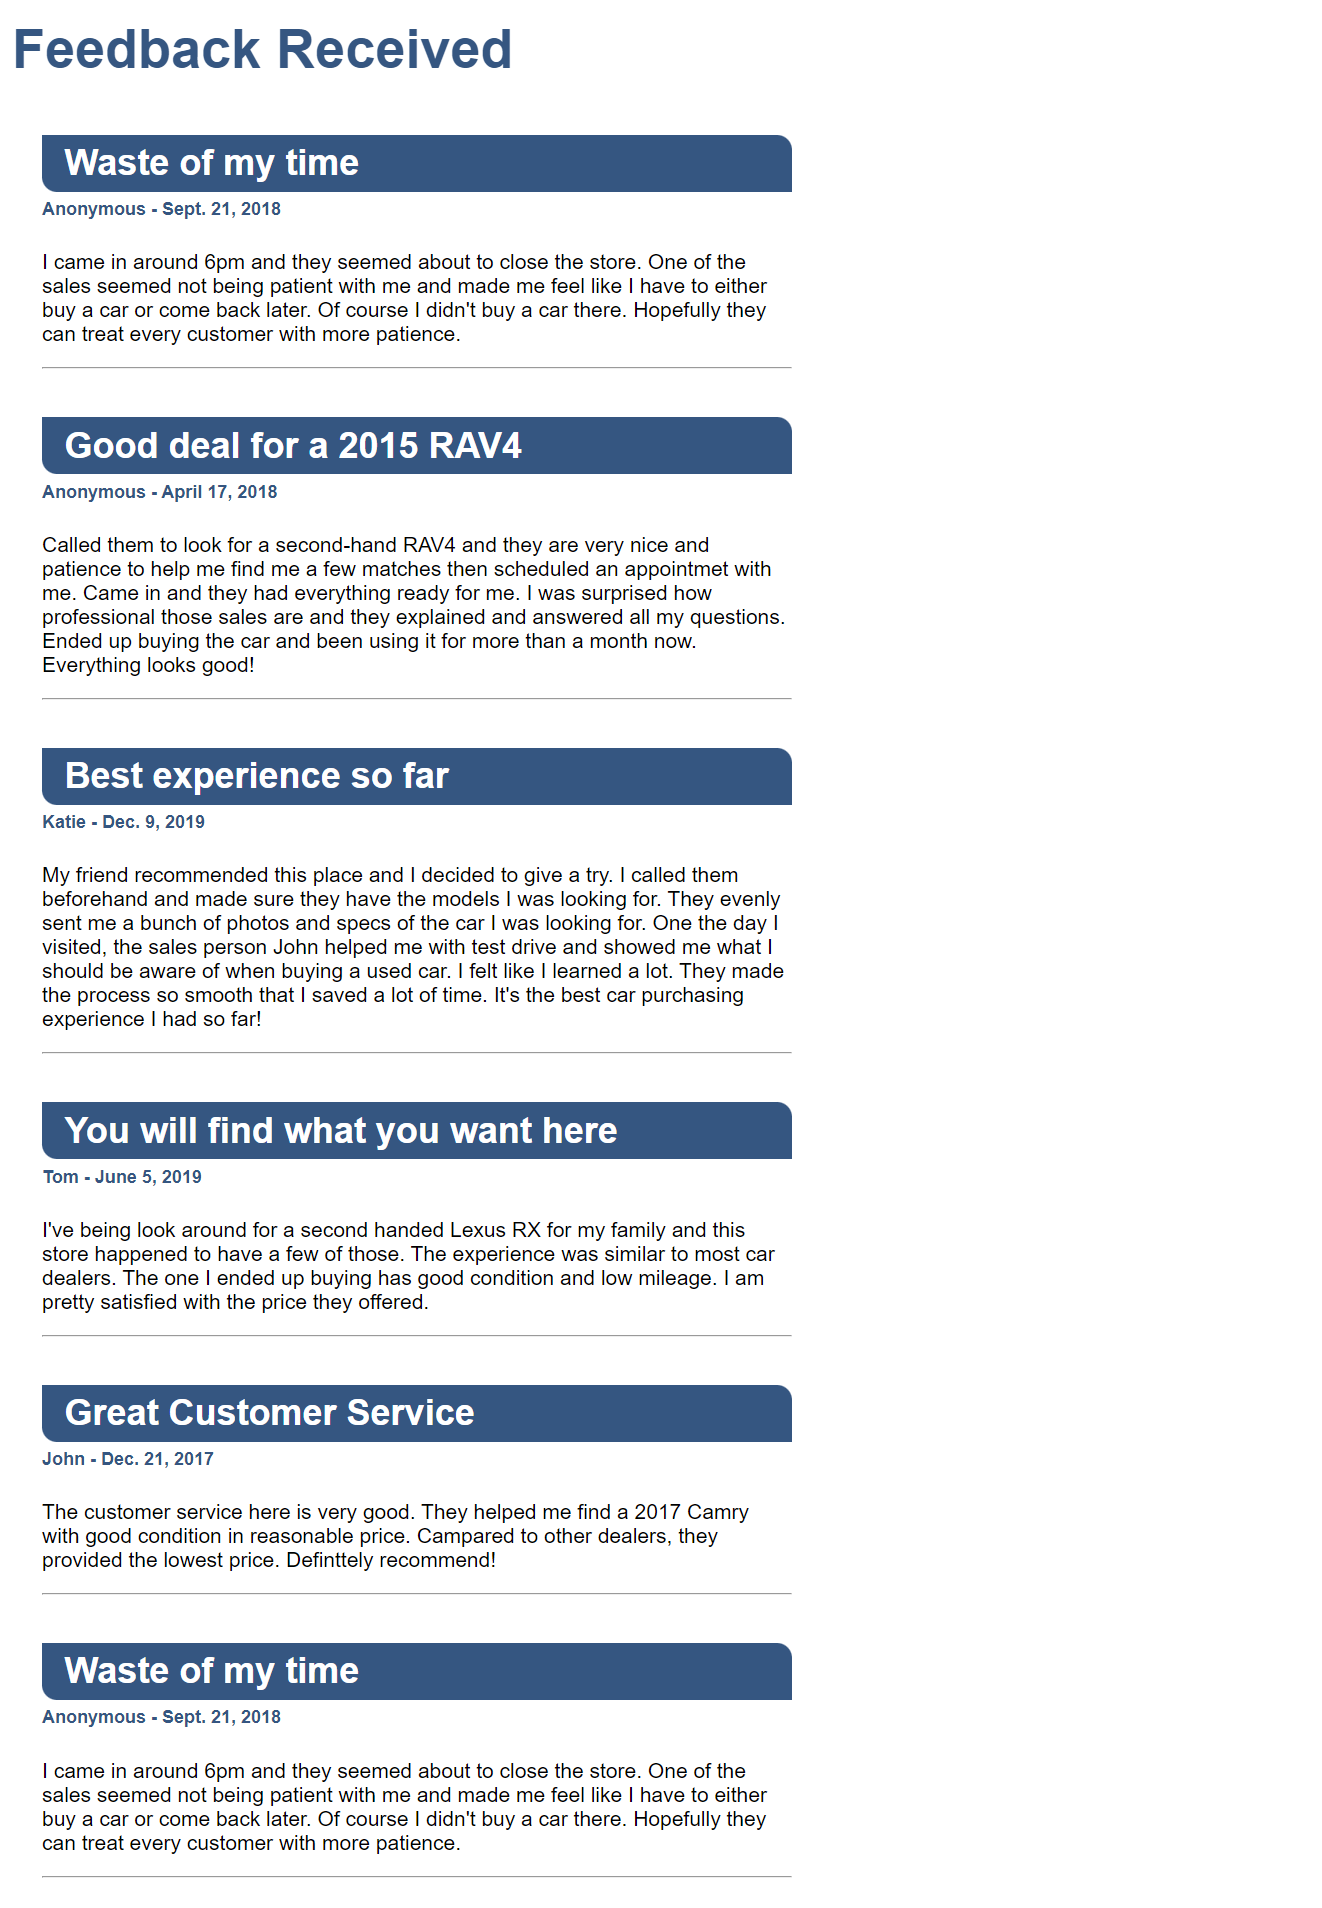 Feedback Received
Waste of my time
Anonymous - Sept. 21, 2018
I came in around 6pm and they seemed about to close the store. One of the
sales seemed not being patient with me and made me feel like I have to either
buy a car or come back later. Of course I didn't buy a car there. Hopefully they
can treat every customer with more patience.
Good deal for a 2015 RAV4
Anonymous - April 17, 2018
Called them to look for a second-hand RAV4 and they are very nice and
patience to help me find me a few matches then scheduled an appointmet with
me. Came in and they had everything ready for me. I was surprised how
professional those sales are and they explained and answered all my questions.
Ended up buying the car and been using it for more than a month now.
Everything looks good!
Best experience so far
Katie - Dec. 9, 2019
My friend recommended this place and I decided to give a try. I called them
beforehand and made sure they have the models I was looking for. They evenly
sent me a bunch of photos and specs of the car I was looking for. One the day I
visited, the sales person John helped me with test drive and showed me what I
should be aware of when buying a used car. I felt like I learned a lot. They made
the process so smooth that I saved a lot of time. It's the best car purchasing
experience I had so far!
You will find what you want here
Tom - June 5, 2019
I've being look around for a second handed Lexus RX for my family and this
store happened to have a few of those. The experience was similar to most car
dealers. The one I ended up buying has good condition and low mileage. I am
pretty satisfied with the price they offered.
Great Customer Service
John - Dec. 21, 2017
The customer service here is very good. They helped me find a 2017 Camry
with good condition in reasonable price. Campared to other dealers, they
provided the lowest price. Definttely recommend!
Waste of my time
Anonymous - Sept. 21, 2018
I came in around 6pm and they seemed about to close the store. One of the
sales seemed not being patient with me and made me feel like I have to either
buy a car or come back later. Of course I didn't buy a car there. Hopefully they
can treat every customer with more patience.